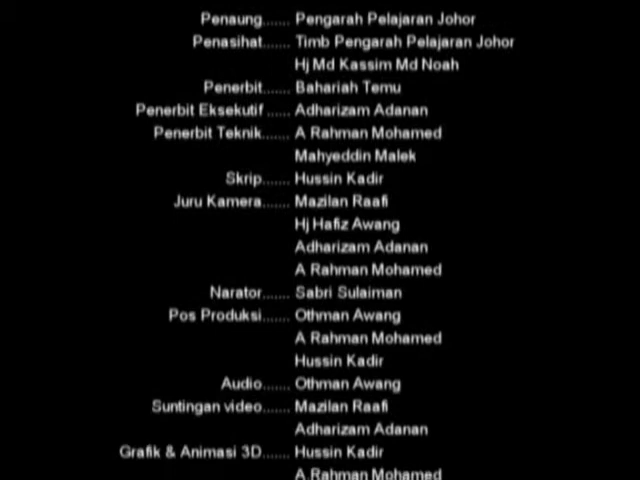 Penaung....... Pengarah Pelajaran Johor
Penasihat....... Timb Pengarah Pelajaran Johor
Hj Md Kassim Md Noah
Penerbit....... Bahariah Temu
Penerbit Eksekutif ...... Adharizam Adanan
Penerbit Teknik....... A Rahman Mohamed
Mahyeddin Malek
Skrip....... Hussin Kadir
Juru Kamera....... Mazilan Raafi
Hj Hafiz Awang
Adharizam Adanan
A Rahman Mohamed
Narator....... Sabri Sulaiman
Pos Produksi....... Othman Awang
A Rahman Mohamed
Hussin Kadir
Audio....... Othman Awang
Suntingan video....... Mazilan Raafi
Adharizam Adanan
Grafik & Animasi 3D....... Hussin Kadir
A Rahman Mohamed